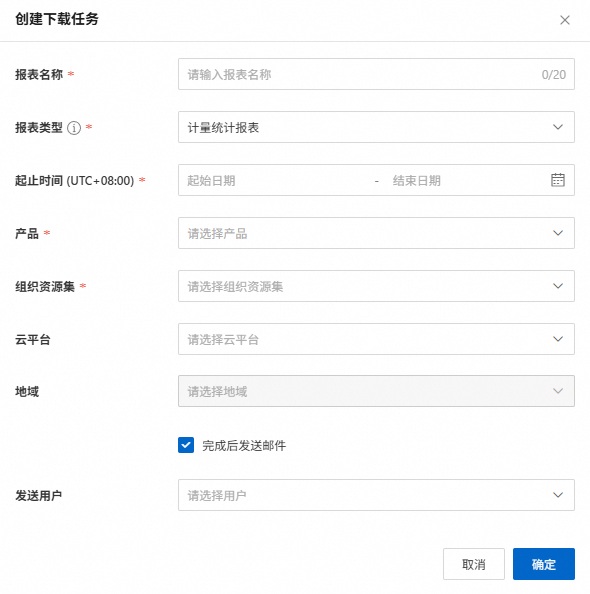 创建下载任务
报表名称 *
请输入报表名称 0/20
报表类型 *
计量统计报表
起止时间 (UTC+08:00) *
起始日期 - 结束日期
产品 *
请选择产品
组织资源集 *
请选择组织资源集
云平台
请选择云平台
地域
请选择地域
完成后发送邮件
发送用户
请选择用户
取消 确定